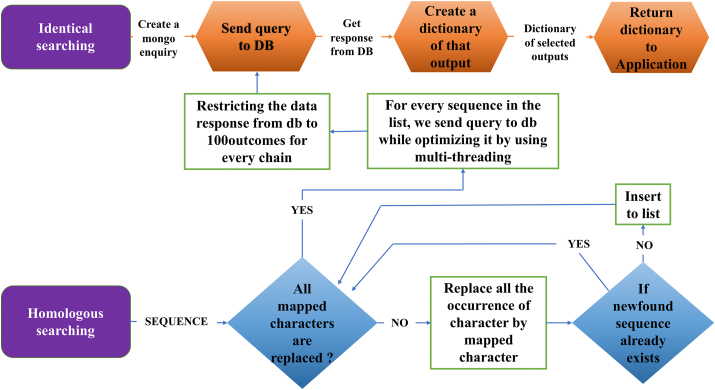 Identical
searching
Create a
mongo
enquiry
Send query
to DB
Get
response
from DB
Create a
dictionary
of that
output
Dictionary
of selected
outputs
Return
dictionary
to
Application
Restricting the data
response from db to
100outcomes for
every chain
For every sequence in the
list, we send query to db
while optimizing it by using
multi-threading
YES
Insert
to list
YES
NO
Homologous
searching
SEQUENCE
All
mapped
characters
are
replaced ?
NO
Replace all the
occurrence of
character by
mapped
character
If
newfound
sequence
already
exists